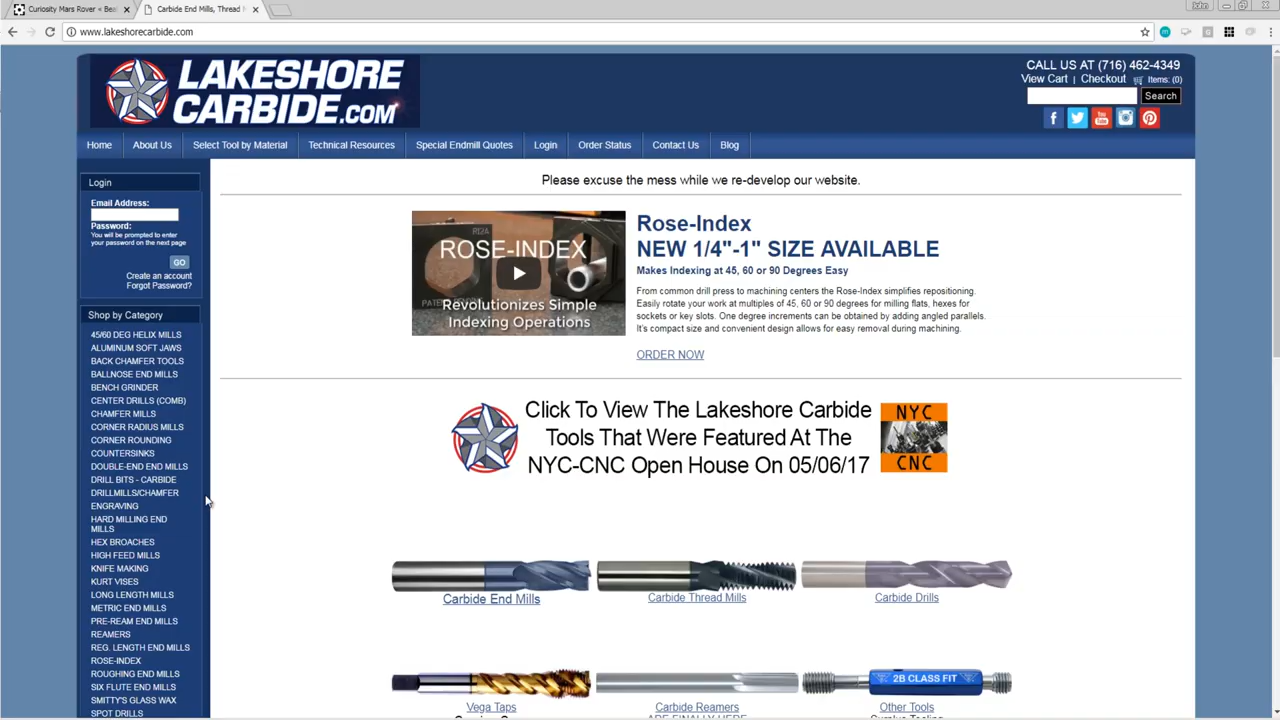 Curiosity Mars Rover « Bea
Carbide End Mills, Thread M
John
www.lakeshorecarbide.com
LAKESHORE
CARBIDE.COM
CALL US AT (716) 462-4349
View Cart | Checkout Items: (0)
Search
Home About Us Select Tool by Material Technical Resources Special Endmill Quotes Login Order Status Contact Us Blog
Login
Email Address:
Password:
You will be prompted to enter
your password on the next page
GO
Create an account
Forgot Password?
Shop by Category
45/60 DEG HELIX MILLS
ALUMINUM SOFT JAWS
BACK CHAMFER TOOLS
BALLNOSE END MILLS
BENCH GRINDER
CENTER DRILLS (COMB)
CHAMFER MILLS
CORNER RADIUS MILLS
CORNER ROUNDING
COUNTERSINKS
DOUBLE-END END MILLS
DRILL BITS - CARBIDE
DRILLMILLS/CHAMFER
ENGRAVING
HARD MILLING END
MILLS
HEX BROACHES
HIGH FEED MILLS
KNIFE MAKING
KURT VISES
LONG LENGTH MILLS
METRIC END MILLS
PRE-REAM END MILLS
REAMERS
REG. LENGTH END MILLS
ROSE-INDEX
ROUGHING END MILLS
SIX FLUTE END MILLS
SMITTY'S GLASS WAX
SPOT DRILLS
Please excuse the mess while we re-develop our website.
ROSE-INDEX
Revolutionizes Simple
Indexing Operations
Rose-Index
NEW 1/4"-1" SIZE AVAILABLE
Makes Indexing at 45, 60 or 90 Degrees Easy
From common drill press to machining centers the Rose-Index simplifies repositioning.
Easily rotate your work at multiples of 45, 60 or 90 degrees for milling flats, hexes for
sockets or key slots. One degree increments can be obtained by adding angled parallels.
It's compact size and convenient design allows for easy removal during machining.
ORDER NOW
Click To View The Lakeshore Carbide
Tools That Were Featured At The
NYC-CNC Open House On 05/06/17
NYC
CNC
Carbide End Mills
Carbide Thread Mills
Carbide Drills
2B CLASS FIT
Vega Taps
Carbide Reamers
Other Tools
ARE FINALLY HERE
Surplus Tooling